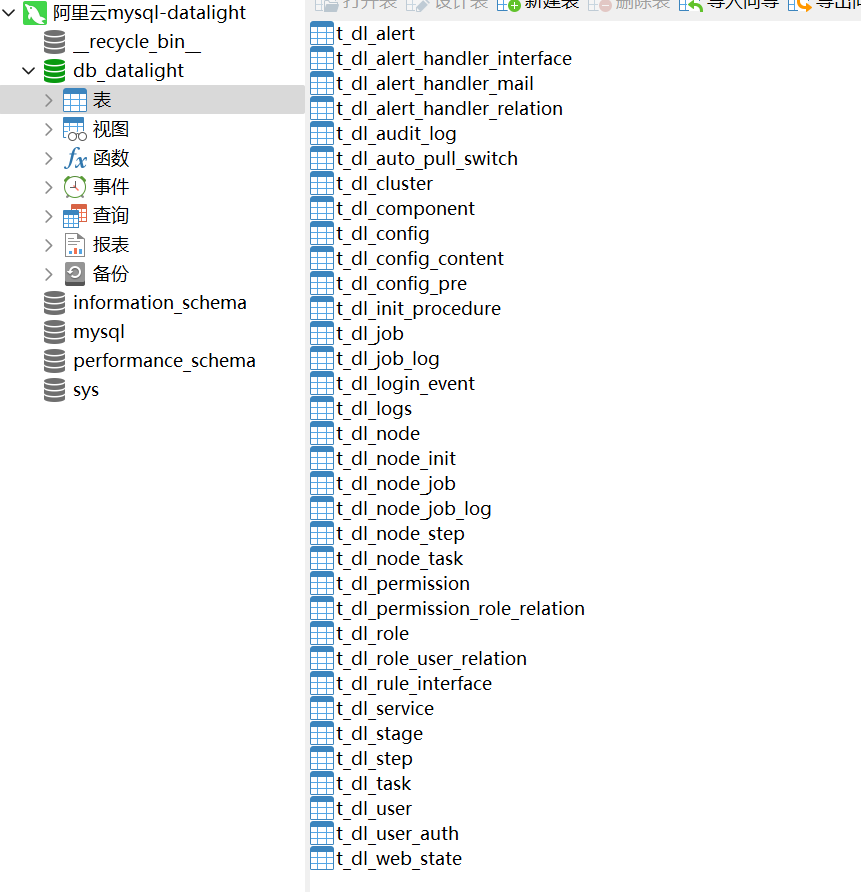 阿里云mysql-datalight
__recycle_bin__
db_datalight
表
视图
函数
事件
查询
报表
备份
information_schema
mysql
performance_schema
sys
打开表 设计表 新建表 删除表 导入向导 导出向
t_dl_alert
t_dl_alert_handler_interface
t_dl_alert_handler_mail
t_dl_alert_handler_relation
t_dl_audit_log
t_dl_auto_pull_switch
t_dl_cluster
t_dl_component
t_dl_config
t_dl_config_content
t_dl_config_pre
t_dl_init_procedure
t_dl_job
t_dl_job_log
t_dl_login_event
t_dl_logs
t_dl_node
t_dl_node_init
t_dl_node_job
t_dl_node_job_log
t_dl_node_step
t_dl_node_task
t_dl_permission
t_dl_permission_role_relation
t_dl_role
t_dl_role_user_relation
t_dl_rule_interface
t_dl_service
t_dl_stage
t_dl_step
t_dl_task
t_dl_user
t_dl_user_auth
t_dl_web_state